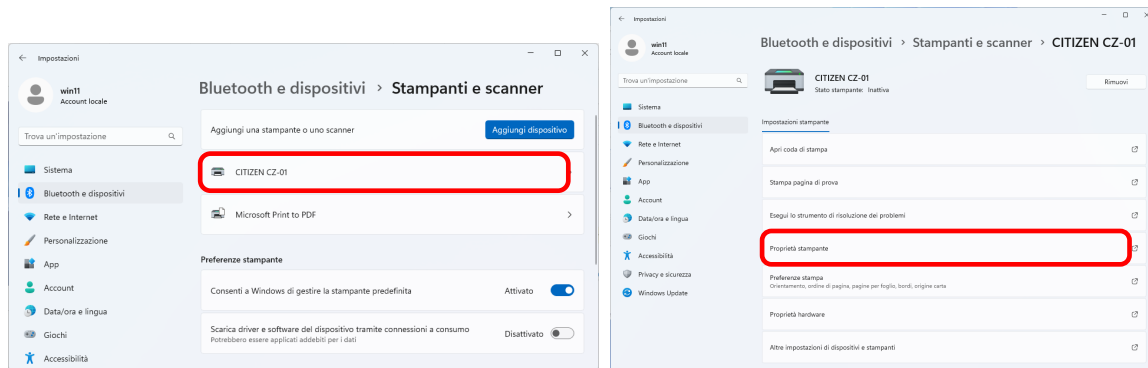 Impostazioni
win11
Account locale
Trova un'impostazione
Sistema
Bluetooth e dispositivi
Rete e Internet
Personalizzazione
App
Account
Data/ora e lingua
Giochi
Accessibilità
Bluetooth e dispositivi > Stampanti e scanner
Aggiungi una stampante o uno scanner
Aggiungi dispositivo
CITIZEN CZ-01
Microsoft Print to PDF
Preferenze stampante
Consenti a Windows di gestire la stampante predefinita
Attivato
Scarica driver e software del dispositivo tramite connessioni a consumo
Potrebbero essere applicati addebiti per i dati
Disattivato
Impostazioni
win11
Account locale
Trova un'impostazione
Sistema
Bluetooth e dispositivi
Rete e Internet
Personalizzazione
App
Account
Data/ora e lingua
Giochi
Accessibilità
Privacy e sicurezza
Windows Update
Bluetooth e dispositivi > Stampanti e scanner > CITIZEN CZ-01
CITIZEN CZ-01
Stato stampante: Inattiva
Rimuovi
Impostazioni stampante
Apri coda di stampa
Stampa pagina di prova
Esegui lo strumento di risoluzione dei problemi
Proprietà stampante
Preferenze stampa
Orientamento, ordine di pagina, pagine per foglio, bordi, origine carta
Proprietà hardware
Altre impostazioni di dispositivi e stampanti